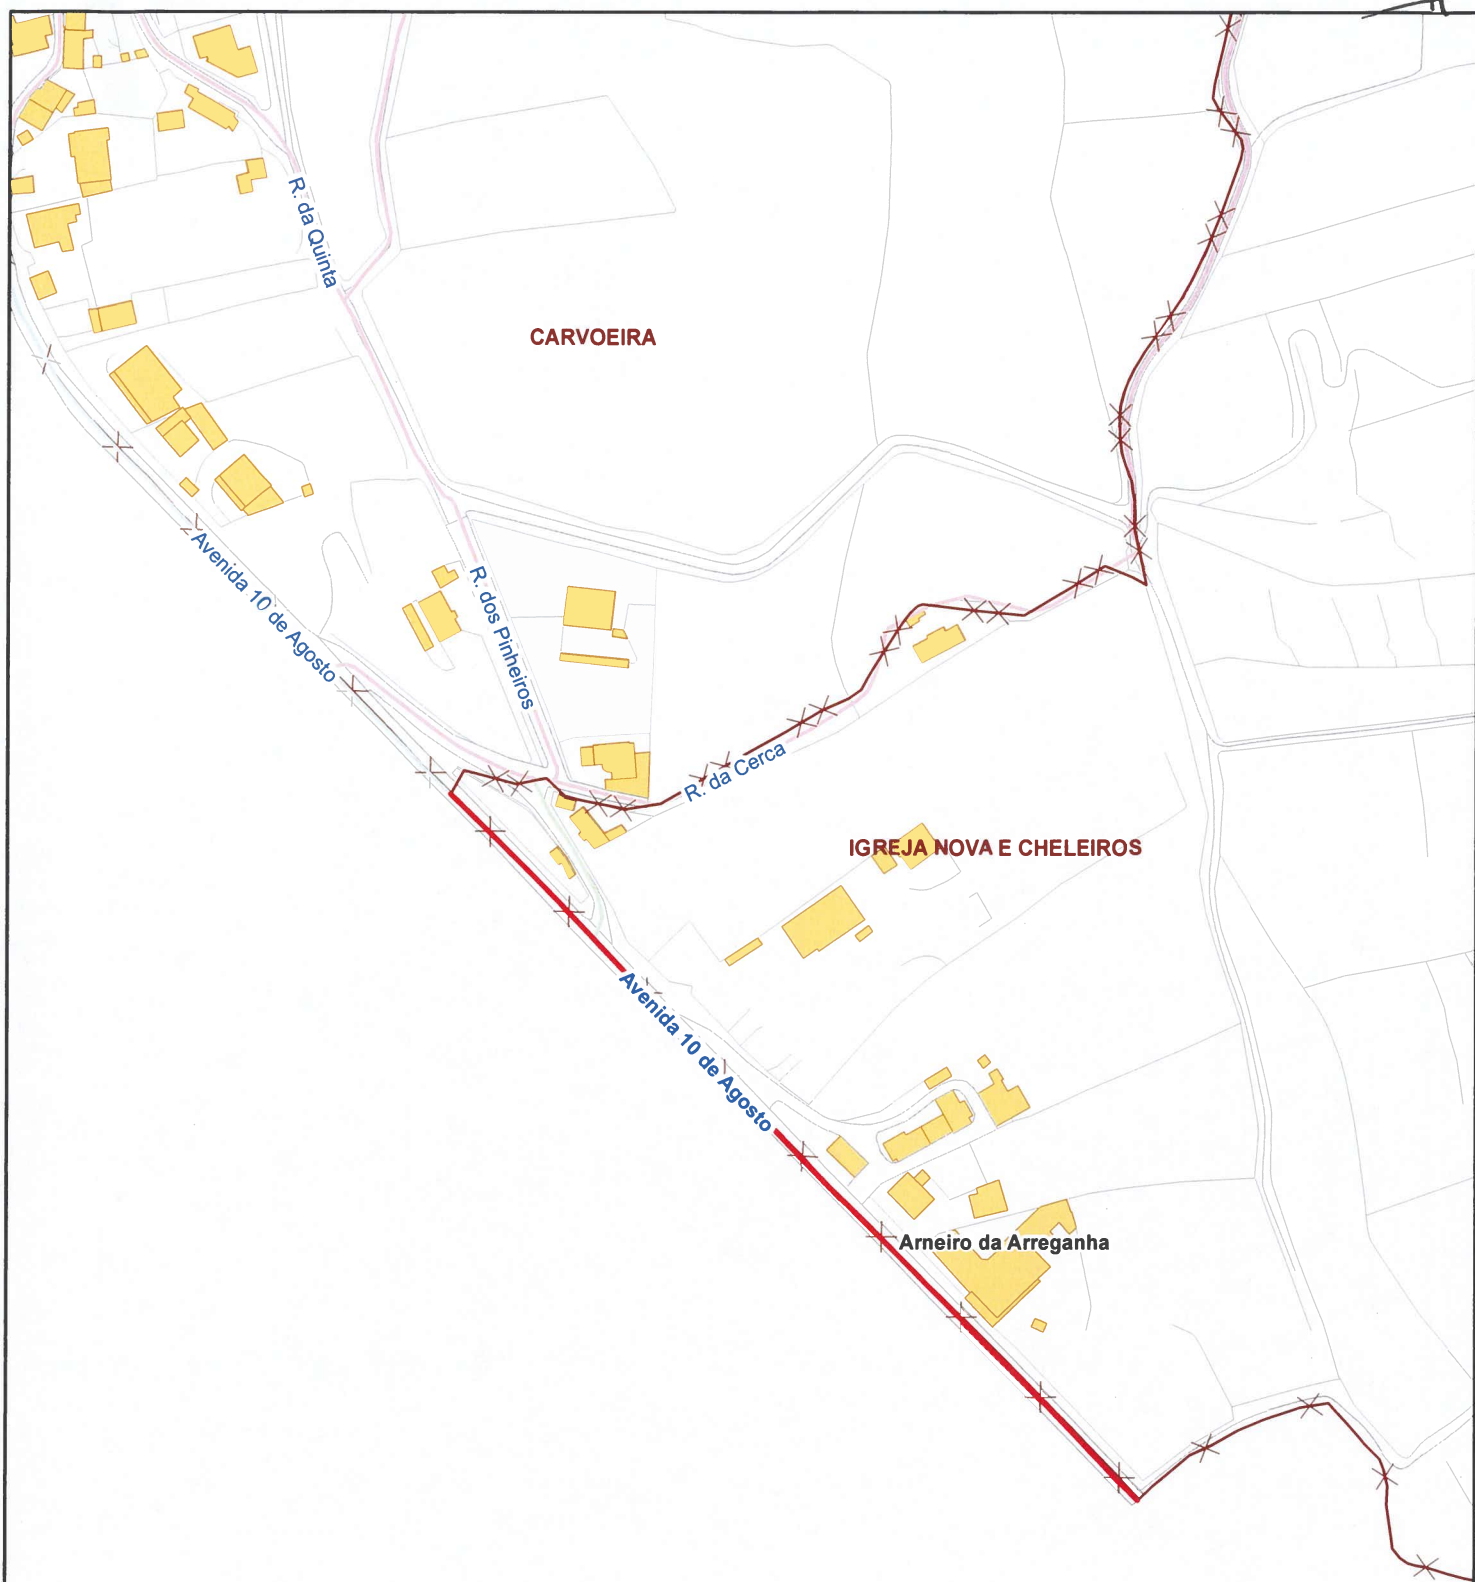 R. da Quinta
CARVOEIRA
Avenida 10 de Agosto
R. dos Pinheiros
R. da Cerca
IGREJA NOVA E CHELEIROS
Avenida 10 de Agosto
Arneiro da Arreganha